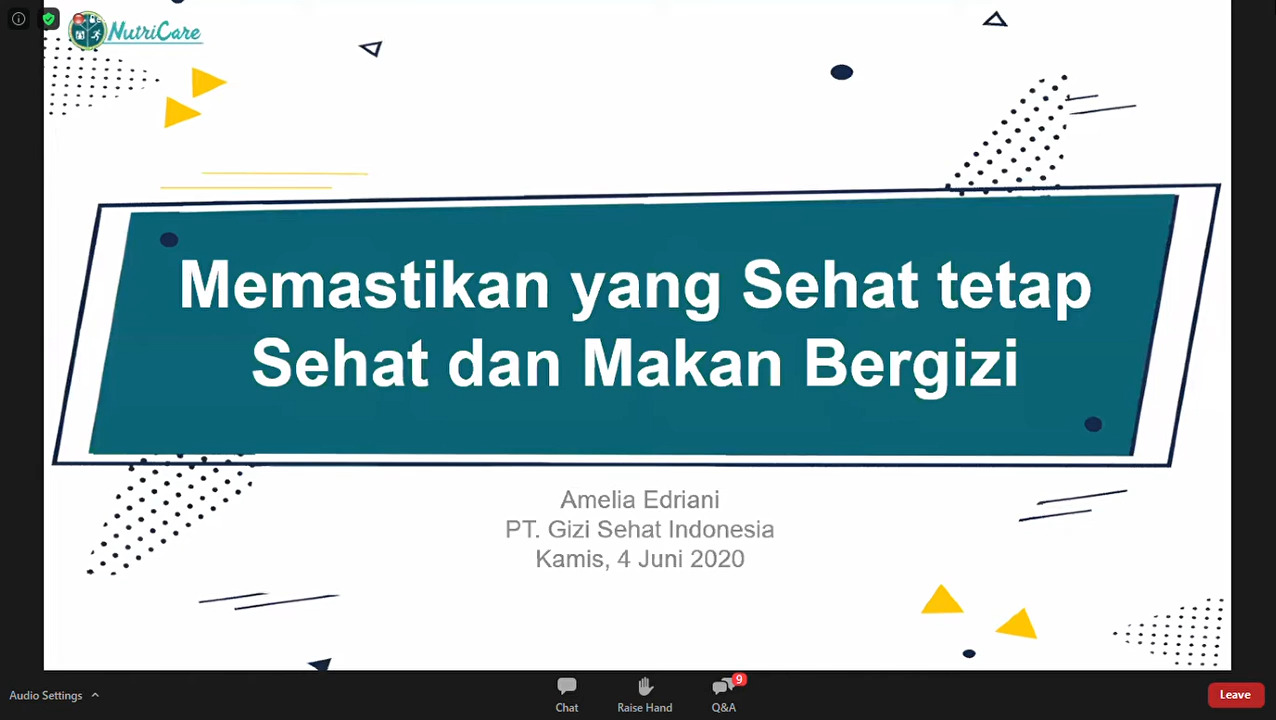 NutriCare
Memastikan yang Sehat tetap
Sehat dan Makan Bergizi
Amelia Edriani
PT. Gizi Sehat Indonesia
Kamis, 4 Juni 2020
Audio Settings
Chat
Raise Hand
9
Q&A
Leave